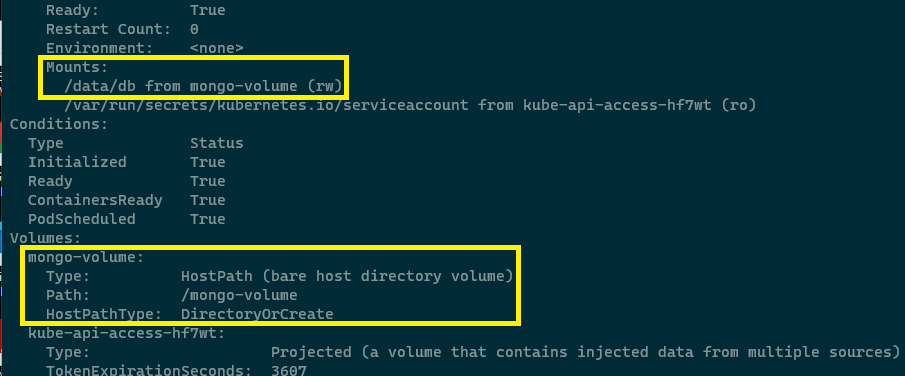 Ready: True
Restart Count: 0
Environment: <none>
Mounts:
/data/db from mongo-volume (rw)
/var/run/secrets/kubernetes.io/serviceaccount from kube-api-access-hf7wt (ro)
Conditions:
Type Status
Initialized True
Ready True
ContainersReady True
PodScheduled True
Volumes:
mongo-volume:
Type: HostPath (bare host directory volume)
Path: /mongo-volume
HostPathType: DirectoryOrCreate
kube-api-access-hf7wt:
Type: Projected (a volume that contains injected data from multiple sources)
TokenExpirationSeconds: 3607